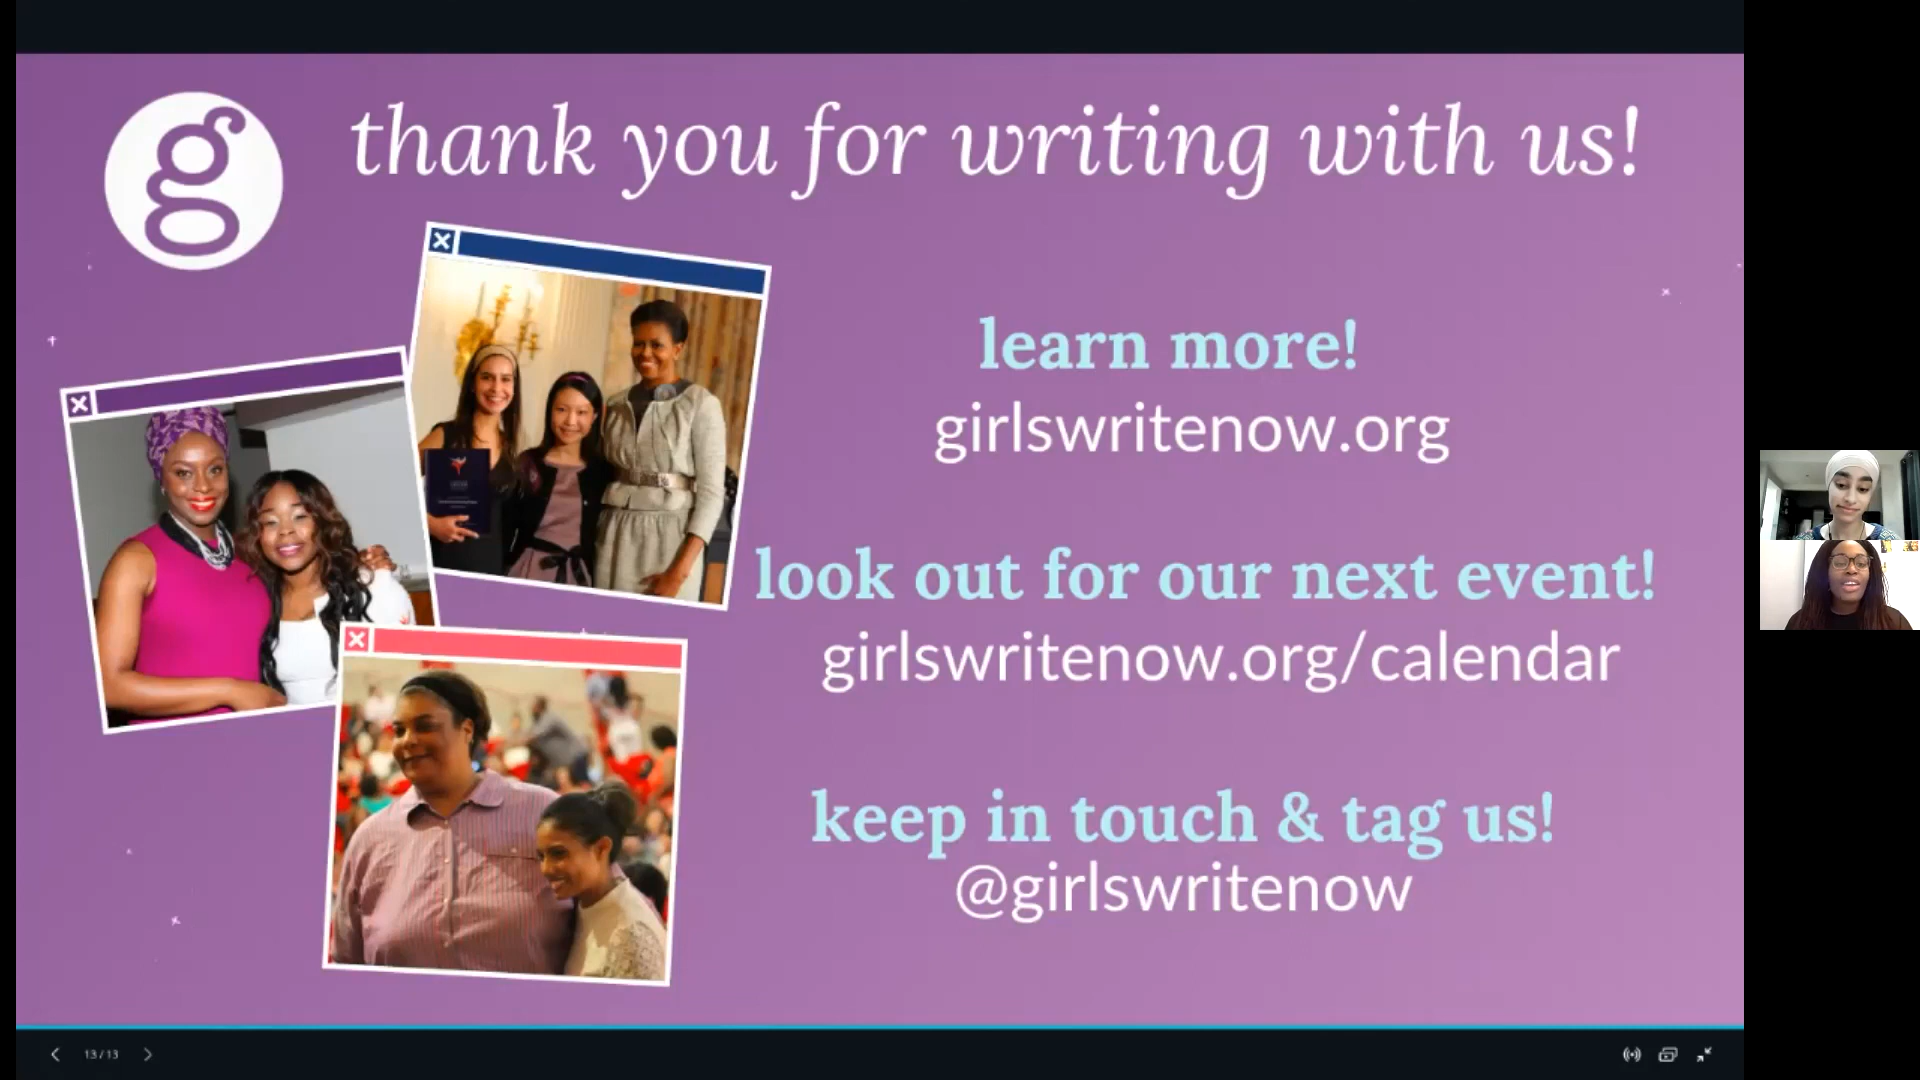 g
thank you for writing with us!
learn more!
girlswritenow.org
look out for our next event!
girlswritenow.org/calendar
keep in touch & tag us!
@girlswritenow
13/13